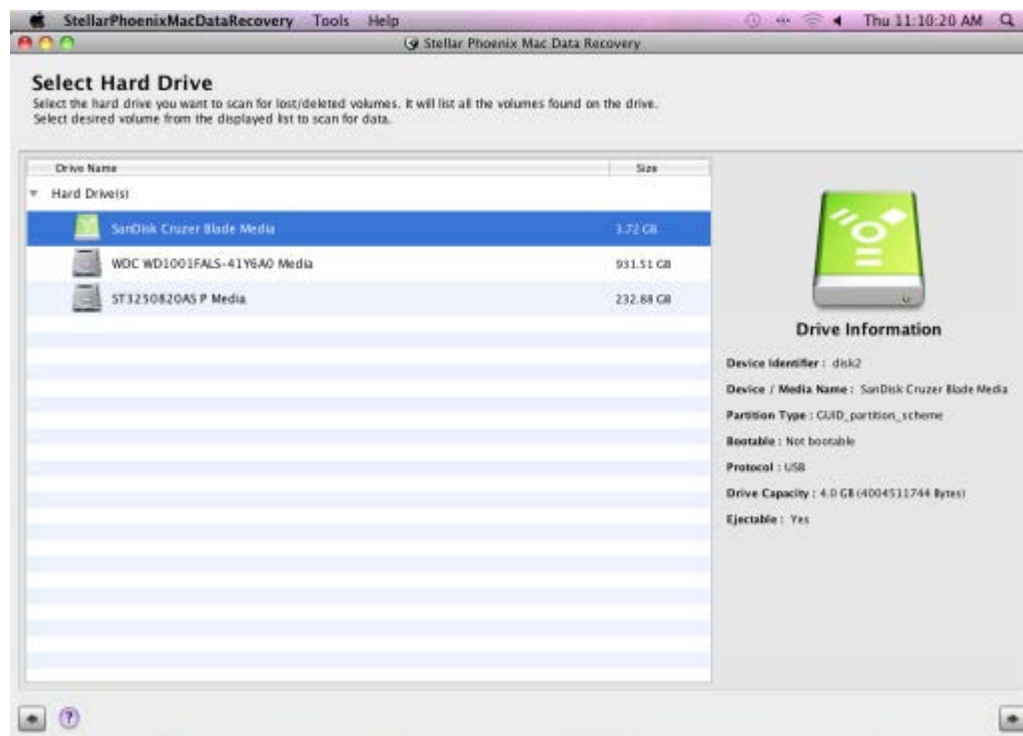 StellarPhoenixMacDataRecovery Tools Help Thu 11:10:20 AM
Stellar Phoenix Mac Data Recovery
Select Hard Drive
Select the hard drive you want to scan for lost/deleted volumes. It will list all the volumes found on the drive.
Select desired volume from the displayed list to scan for data.
Drive Name Size
Hard Drive(s)
SanDisk Cruzer Blade Media 3.72 GB
WDC WD1001FALS-41Y6A0 Media 931.51 GB
ST3250820AS P Media 232.88 GB
Drive Information
Device Identifier : disk2
Device / Media Name : SanDisk Cruzer Blade Media
Partition Type : GUID_partition_scheme
Bootable : Not bootable
Protocol : USB
Drive Capacity : 4.0 GB (4004511744 Bytes)
Ejectable : Yes
?